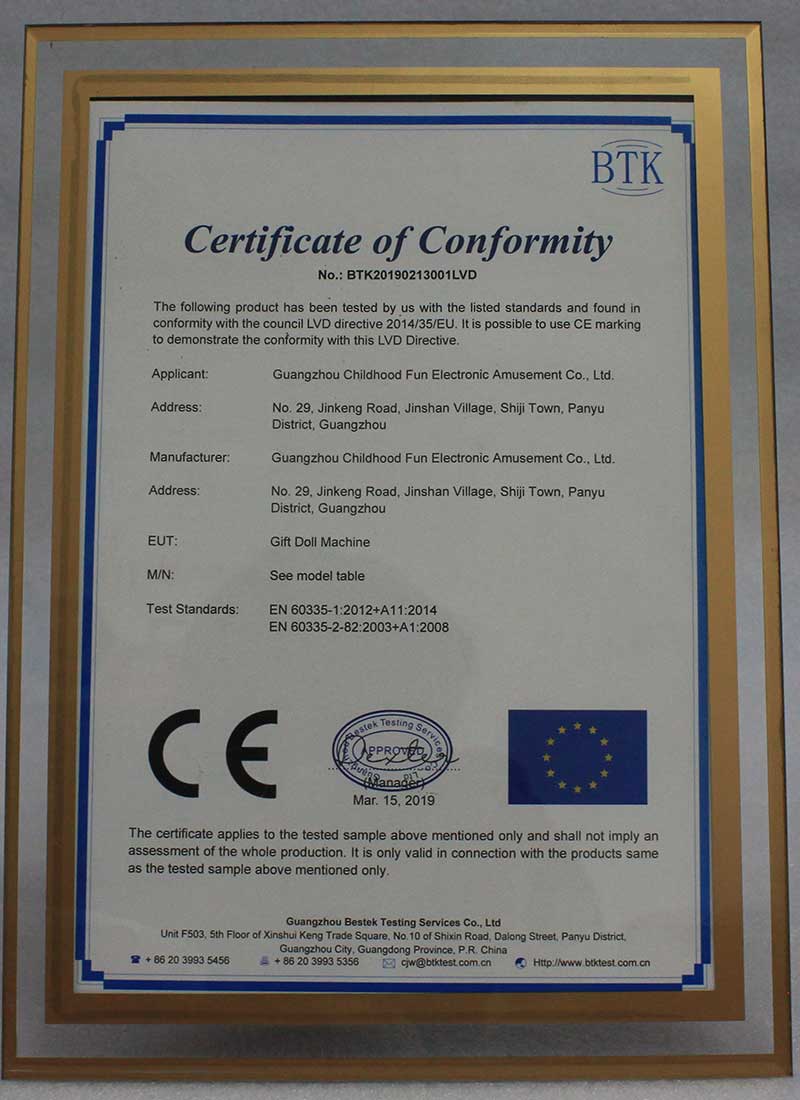 BTK
Certificate of Conformity
No.: BTK20190213001LVD
The following product has been tested by us with the listed standards and found in
conformity with the council LVD directive 2014/35/EU. It is possible to use CE marking
to demonstrate the conformity with this LVD Directive.
Applicant: Guangzhou Childhood Fun Electronic Amusement Co., Ltd.
Address: No. 29, Jinkeng Road, Jinshan Village, Shiji Town, Panyu
District, Guangzhou
Manufacturer: Guangzhou Childhood Fun Electronic Amusement Co., Ltd.
Address: No. 29, Jinkeng Road, Jinshan Village, Shiji Town, Panyu
District, Guangzhou
EUT: Gift Doll Machine
M/N: See model table
Test Standards: EN 60335-1:2012+A11:2014
EN 60335-2-82:2003+A1:2008
CE
Bestek Testing Services
APPROVED
(Manager)
Mar. 15, 2019
The certificate applies to the tested sample above mentioned only and shall not imply an
assessment of the whole production. It is only valid in connection with the products same
as the tested sample above mentioned only.
Guangzhou Bestek Testing Services Co., Ltd
Unit F503, 5th Floor of Xinshui Keng Trade Square, No.10 of Shixin Road, Dalong Street, Panyu District,
Guangzhou City, Guangdong Province, P.R. China
+ 86 20 3993 5456 + 86 20 3993 5356 cjw@btktest.com.cn Http://www.btktest.com.cn